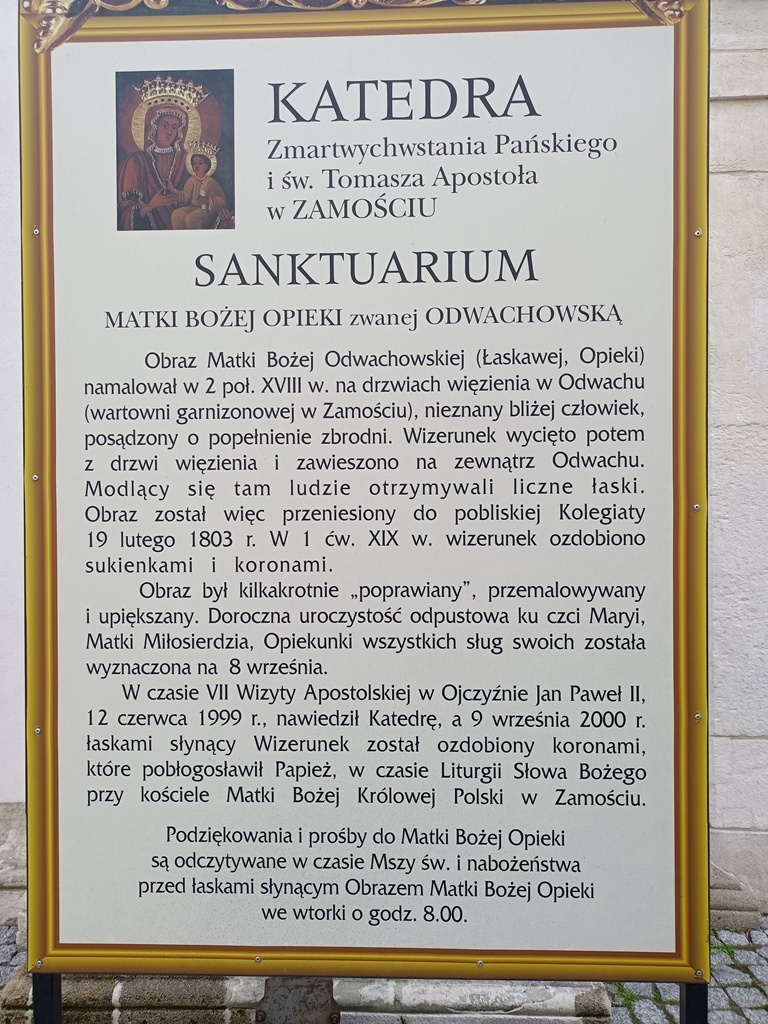 KATEDRA
Zmartwychwstania Pańskiego
i św. Tomasza Apostoła
w ZAMOŚCIU
SANKTUARIUM
MATKI BOŻEJ OPIEKI zwanej ODWACHOWSKĄ
Obraz Matki Bożej Odwachowskiej (Łaskawej, Opieki)
namalował w 2 poł. XVIII w. na drzwiach więzienia w Odwachu
(wartowni garnizonowej w Zamościu), nieznany bliżej człowiek,
posądzony o popełnienie zbrodni. Wizerunek wycięto potem
z drzwi więzienia i zawieszono na zewnątrz Odwachu.
Modlący się tam ludzie otrzymywali liczne łaski.
Obraz został więc przeniesiony do pobliskiej Kolegiaty
19 lutego 1803 r. W 1 ćw. XIX w. wizerunek ozdobiono
sukienkami i koronami.
Obraz był kilkakrotnie „poprawiany”, przemalowywany
i upiększany. Doroczna uroczystość odpustowa ku czci Maryi,
Matki Miłosierdzia, Opiekunki wszystkich sług swoich została
wyznaczona na 8 września.
W czasie VII Wizyty Apostolskiej w Ojczyźnie Jan Paweł II,
12 czerwca 1999 r., nawiedził Katedrę, a 9 września 2000 r.
łaskami słynący Wizerunek został ozdobiony koronami,
które pobłogosławił Papież, w czasie Liturgii Słowa Bożego
przy kościele Matki Bożej Królowej Polski w Zamościu.
Podziękowania i prośby do Matki Bożej Opieki
są odczytywane w czasie Mszy św. i nabożeństwa
przed łaskami słynącym Obrazem Matki Bożej Opieki
we wtorki o godz. 8.00.